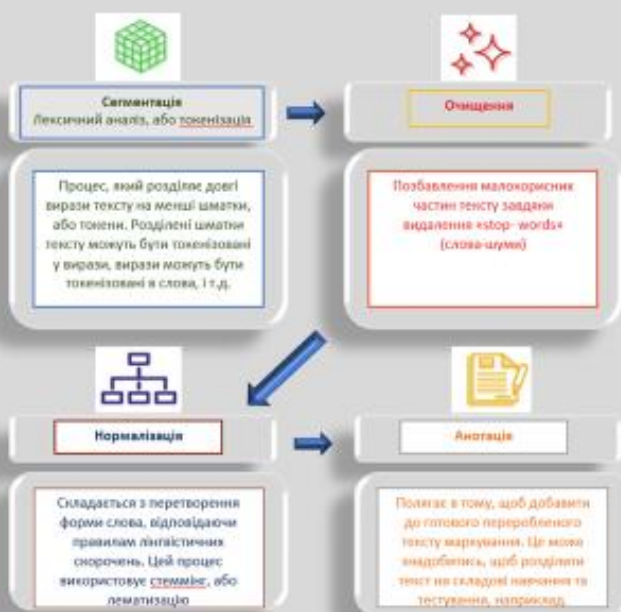 Сегментація
Лексичний аналіз, або токенізація
Очищення
Процес, який розділяє довгі
вирази тексту на менші шматки,
або токени. Розділені шматки
тексту можуть бути токенізовані
у вирази, вирази можуть бути
токенізовані в слова, і т.д.
Позбавлення малокорисних
частин тексту завдяки
видалення «stop- words»
(слова-шуми)
Нормалізація
Анотація
Складається з перетворення
форми слова, відповідаючи
правилам лінгвістичних
скорочень. Цей процес
використовує стеммінг, або
лематизацію
Полягає в тому, щоб добавити
до готового переробленого
тексту маркування. Це може
знадобитись, щоб розділити
текст на складові навчання та
тестування, наприклад